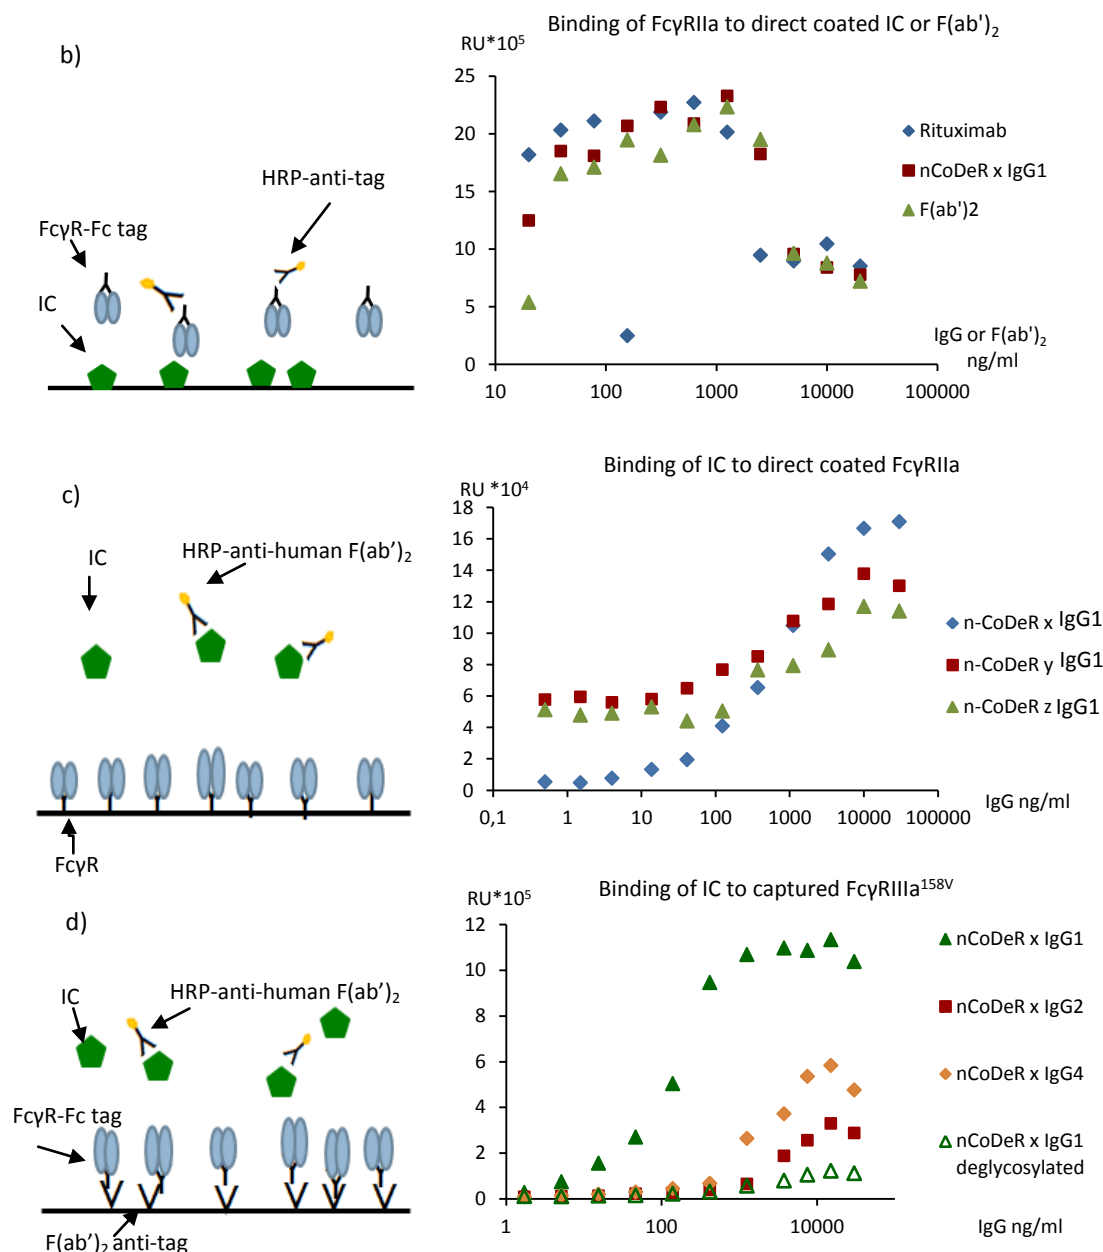 b)
HRP-anti-tag
FcγR-Fc tag
IC
Binding of FcγRIIa to direct coated IC or F(ab')₂
RU*10⁵
25
20
15
10
5
0
10
100
1000
10000
100000
IgG or F(ab')₂
ng/ml
Rituximab
nCoDeR x IgG1
F(ab')2
c)
IC
HRP-anti-human F(ab’)₂
FcγR
Binding of IC to direct coated FcγRIIa
RU *10⁴
18
16
14
12
10
8
6
4
2
0
0,1
1
10
100
1000
10000
100000
IgG ng/ml
n-CoDeR x IgG1
n-CoDeR y IgG1
n-CoDeR z IgG1
d)
IC
HRP-anti-human F(ab’)₂
FcγR-Fc tag
F(ab’)₂ anti-tag
Binding of IC to captured FcγRIIIa¹⁵⁸ⱽ
RU*10⁵
12
10
8
6
4
2
0
1
100
10000
IgG ng/ml
nCoDeR x IgG1
nCoDeR x IgG2
nCoDeR x IgG4
nCoDeR x IgG1
deglycosylated